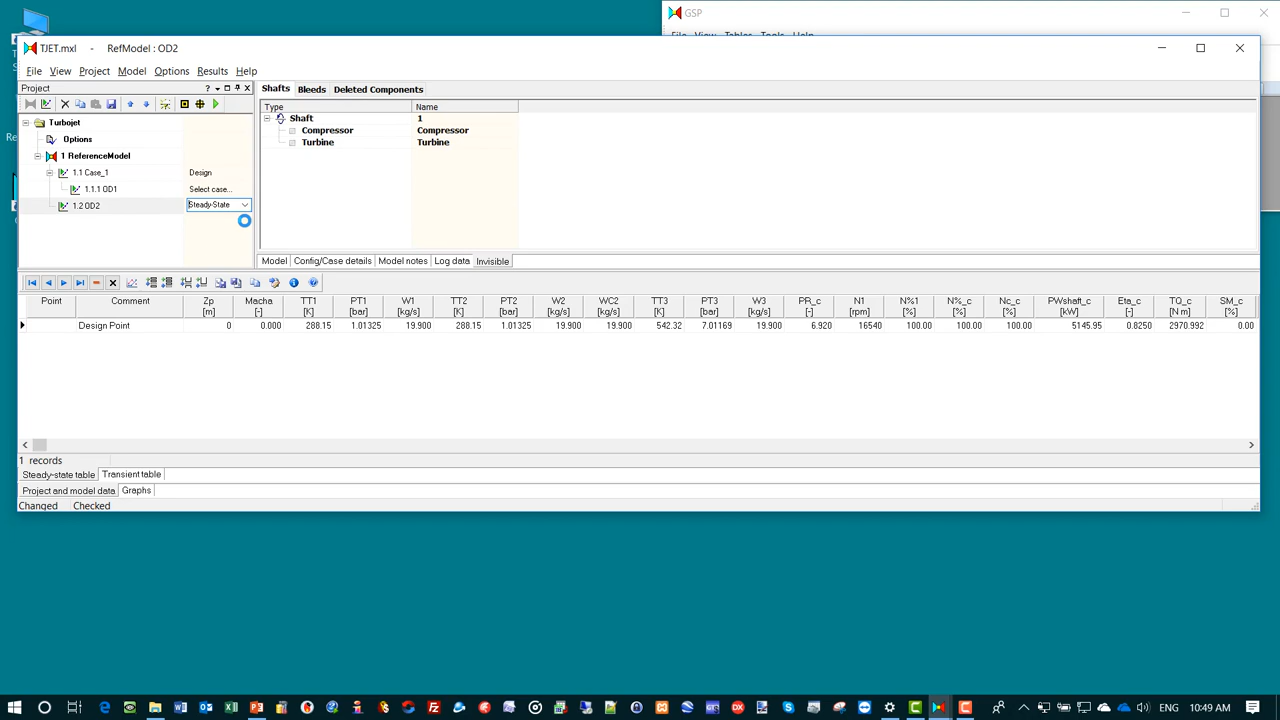 GSP
File View Tables Tools Help
TJET.mxl - RefModel : OD2
File View Project Model Options Results Help
Project
Shafts Bleeds Deleted Components
Type Name
Turbojet
Shaft 1
Compressor Compressor
Options
Turbine Turbine
1 ReferenceModel
1.1 Case_1 Design
1.1.1 OD1 Select case...
1.2 OD2 Steady-State
Model Config/Case details Model notes Log data Invisible
Point Comment Zp Macha TT1 PT1 W1 TT2 PT2 W2 WC2 TT3 PT3 W3 PR_c N1 N%1 N%_c Nc_c PWshaft_c Eta_c TQ_c SM_c
[m] [-] [K] [bar] [kg/s] [K] [bar] [kg/s] [kg/s] [K] [bar] [kg/s] [-] [rpm] [%] [%] [%] [kW] [-] [N m] [%]
Design Point 0 0.000 288.15 1.01325 19.900 288.15 1.01325 19.900 19.900 542.32 7.01169 19.900 6.920 16540 100.00 100.00 100.00 5145.95 0.8250 2970.992 0.00
1 records
Steady-state table Transient table
Project and model data Graphs
Changed Checked
ENG 10:49 AM